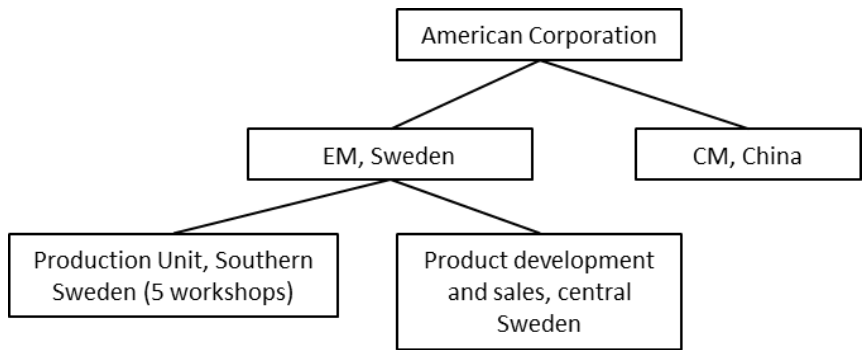 American Corporation
EM, Sweden
CM, China
Production Unit, Southern
Sweden (5 workshops)
Product development
and sales, central
Sweden